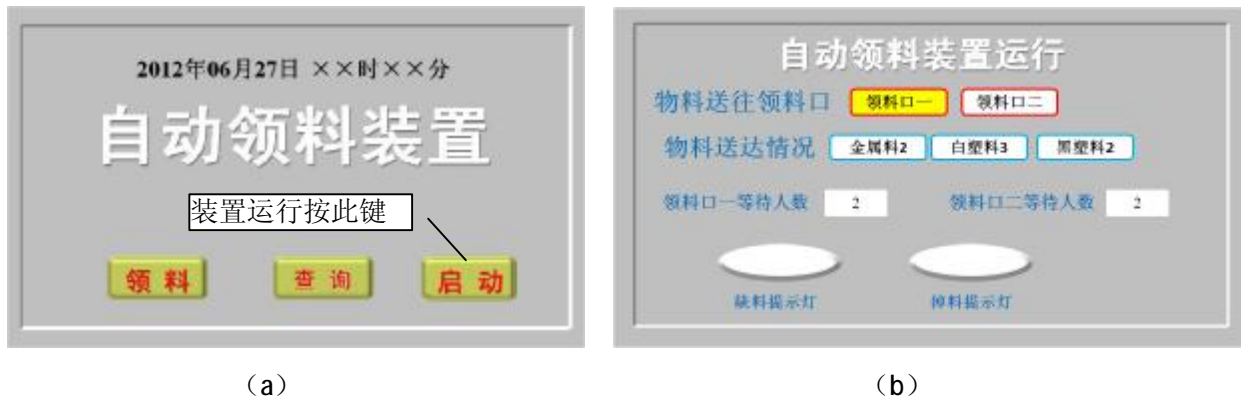 2012年06月27日 ××时××分
自动领料装置
装置运行按此键
领 料
查 询
启 动
(a)
自动领料装置运行
物料送往领料口 领料口一 领料口二
物料送达情况 金属料2 白塑料3 黑塑料2
领料口一等待人数 2 领料口二等待人数 2
缺料提示灯 掉料提示灯
(b)